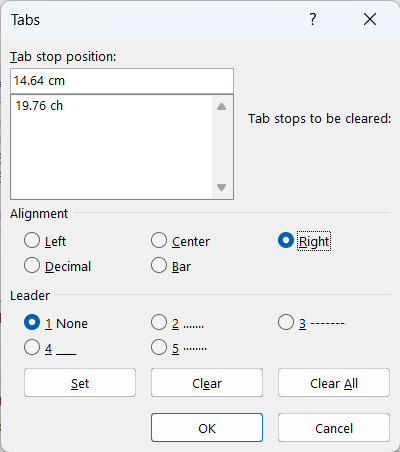 Tabs
Tab stop position:
14.64 cm
19.76 ch
Tab stops to be cleared:
Alignment
Left
Center
Right
Decimal
Bar
Leader
1 None
2 .......
3 -------
4 ___
5 ········
Set
Clear
Clear All
OK
Cancel